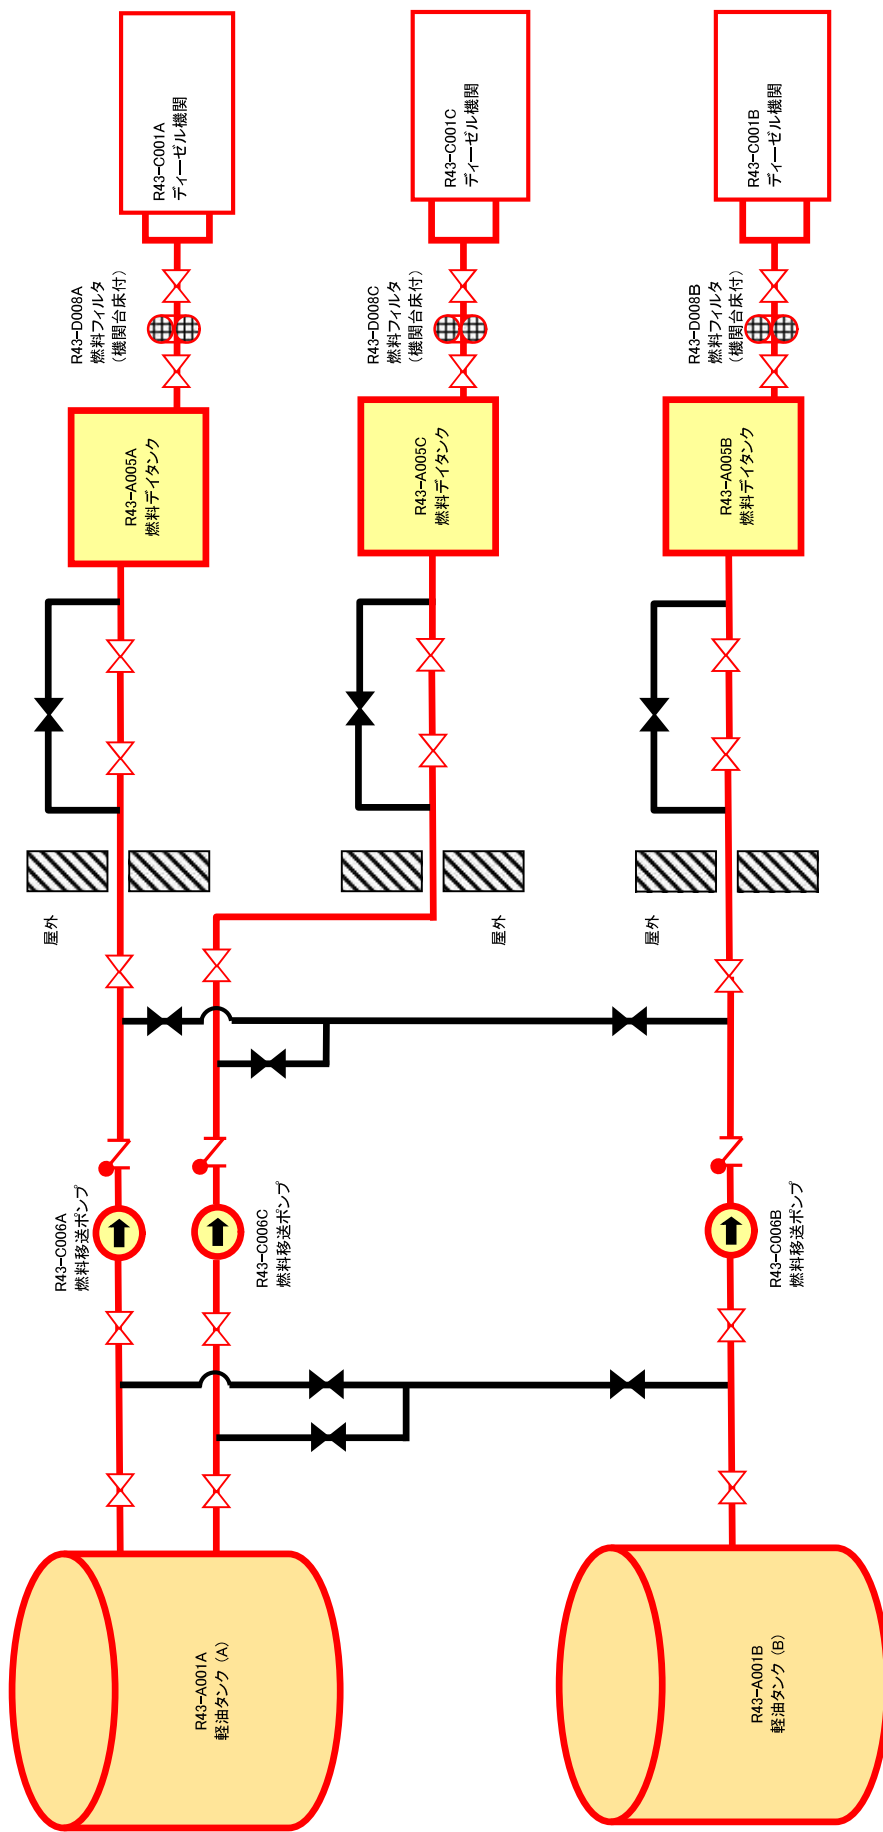 R43-C001A
ディーゼル機関
R43-C001C
ディーゼル機関
R43-C001B
ディーゼル機関
R43-D008A
燃料フィルタ
(機関台床付)
R43-D008C
燃料フィルタ
(機関台床付)
R43-D008B
燃料フィルタ
(機関台床付)
R43-A005A
燃料デイタンク
R43-A005C
燃料デイタンク
R43-A005B
燃料デイタンク
屋外
屋外
屋外
R43-C006A
燃料移送ポンプ
R43-C006C
燃料移送ポンプ
R43-C006B
燃料移送ポンプ
R43-A001A
軽油タンク (A)
R43-A001B
軽油タンク (B)